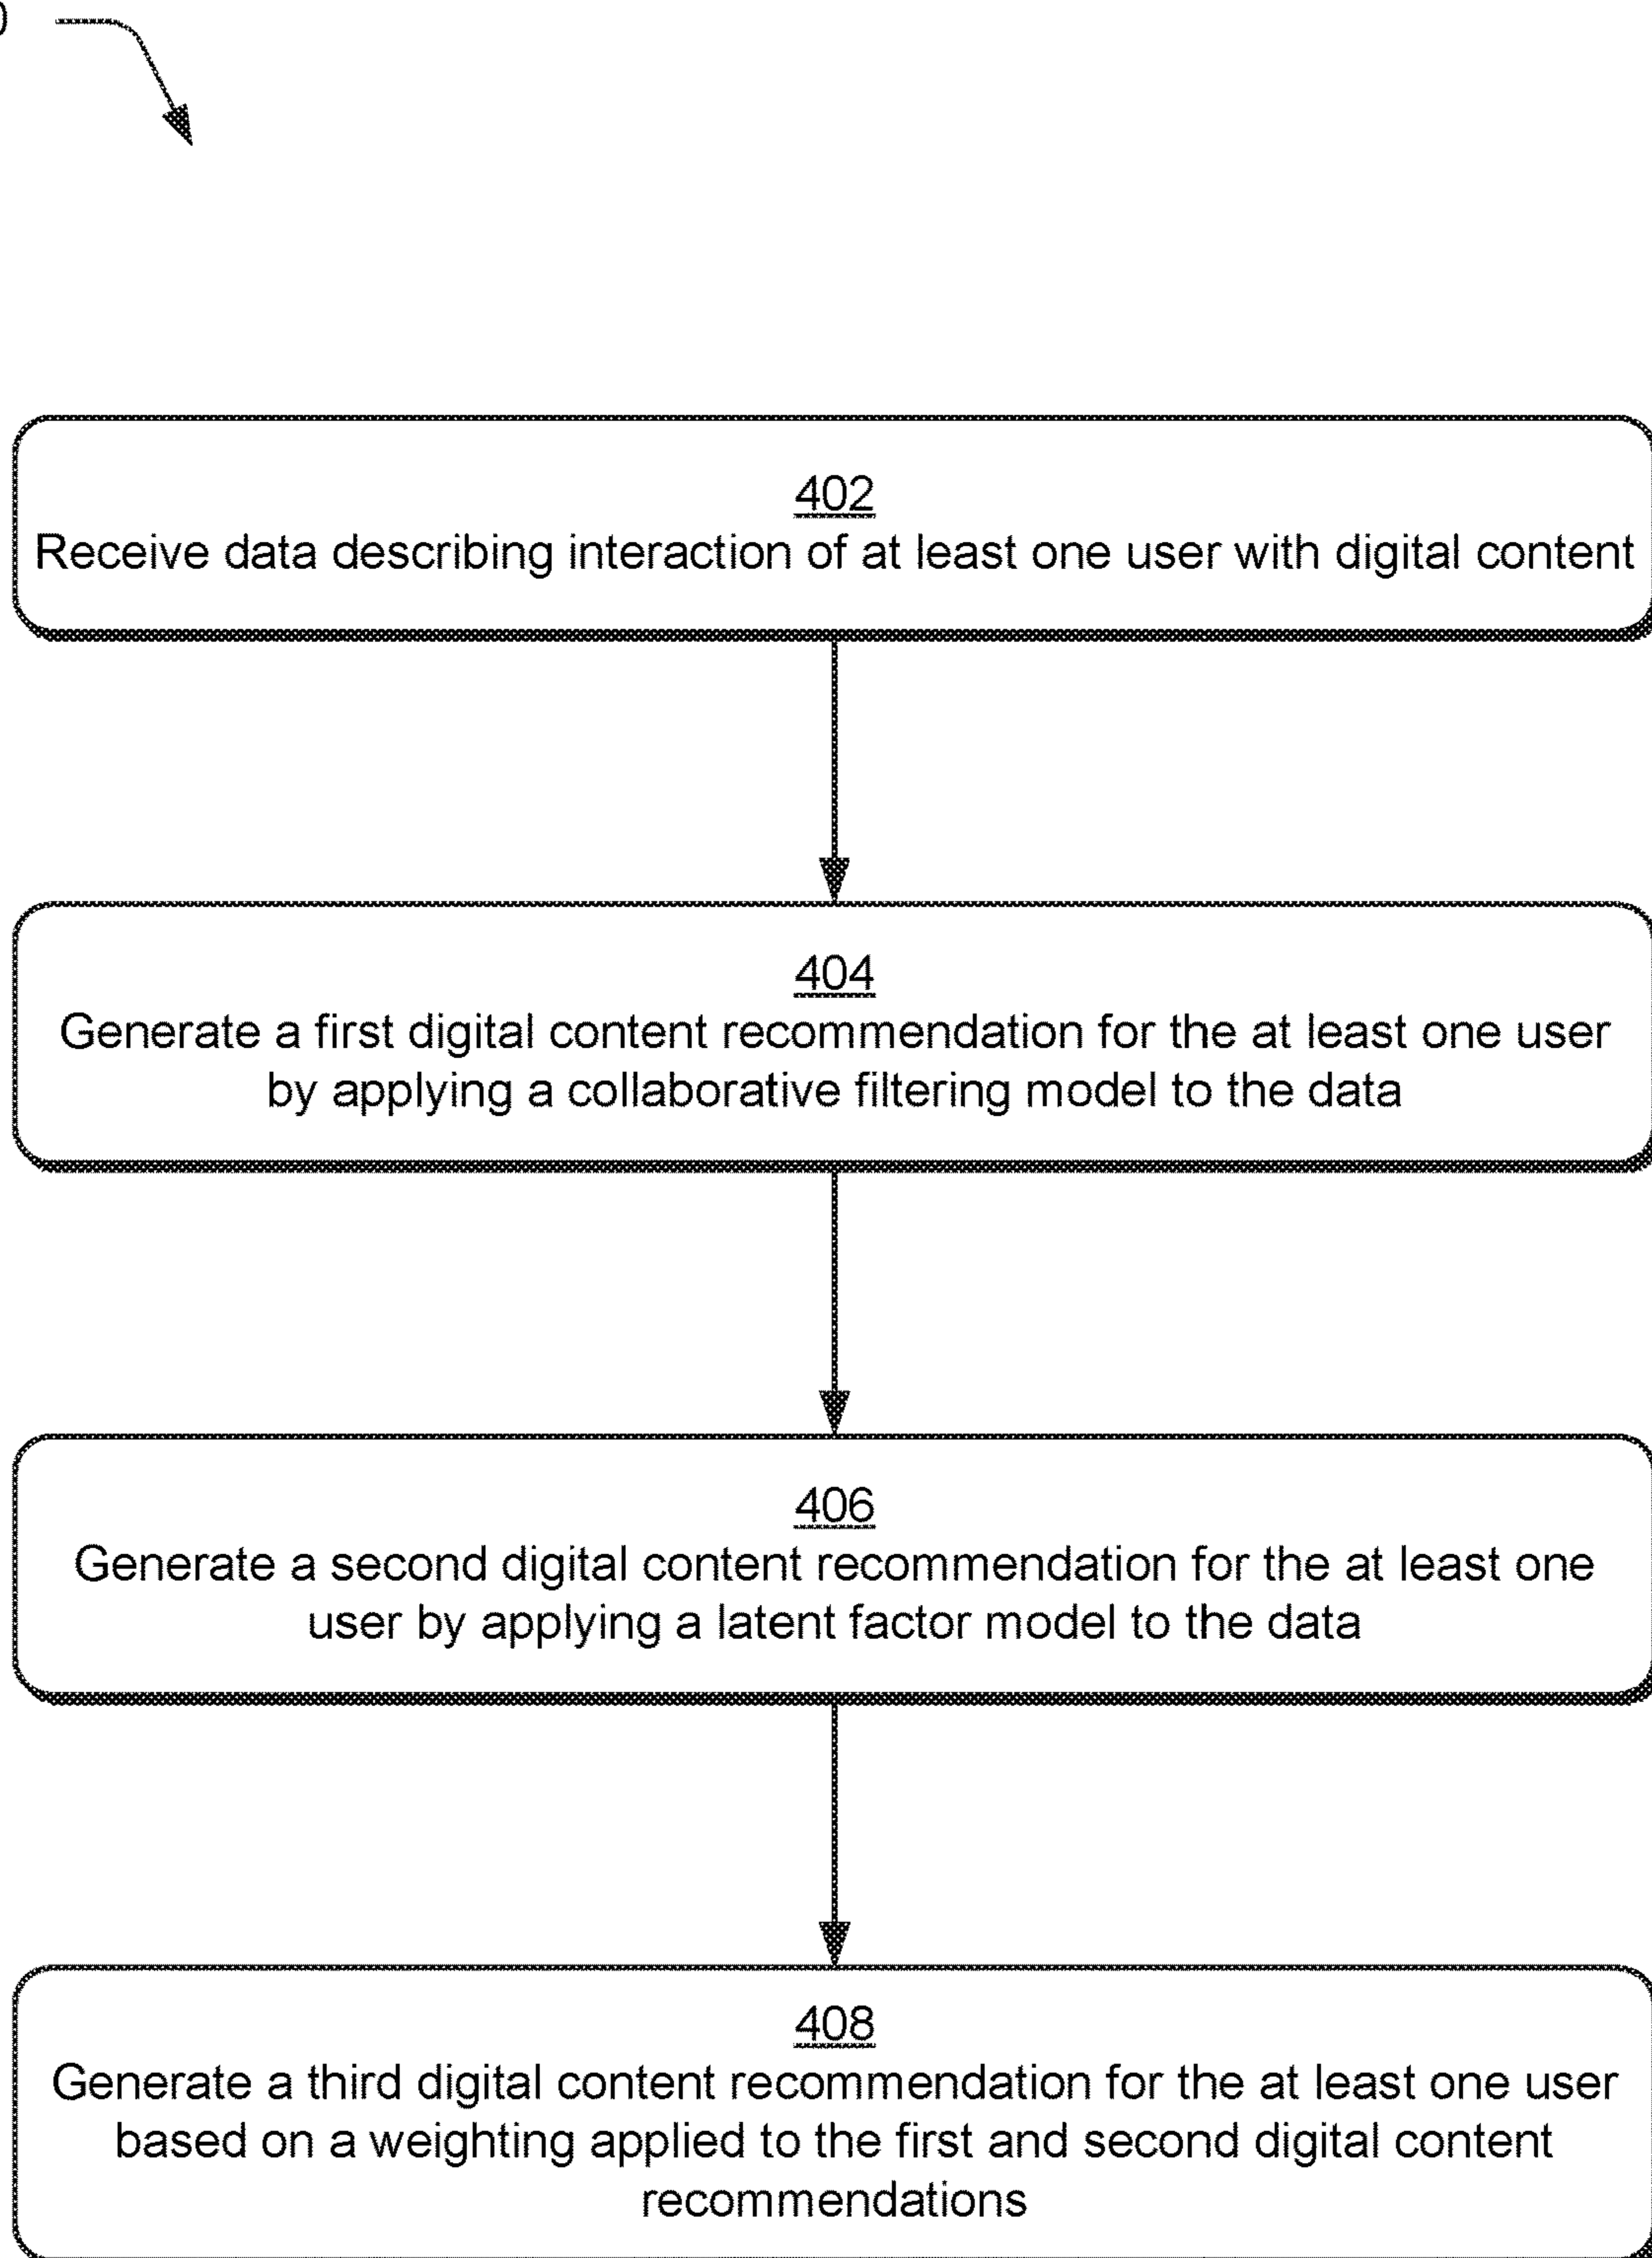 402
Receive data describing interaction of at least one user with digital content
404
Generate a first digital content recommendation for the at least one user
by applying a collaborative filtering model to the data
406
Generate a second digital content recommendation for the at least one
user by applying a latent factor model to the data
408
Generate a third digital content recommendation for the at least one user
based on a weighting applied to the first and second digital content
recommendations